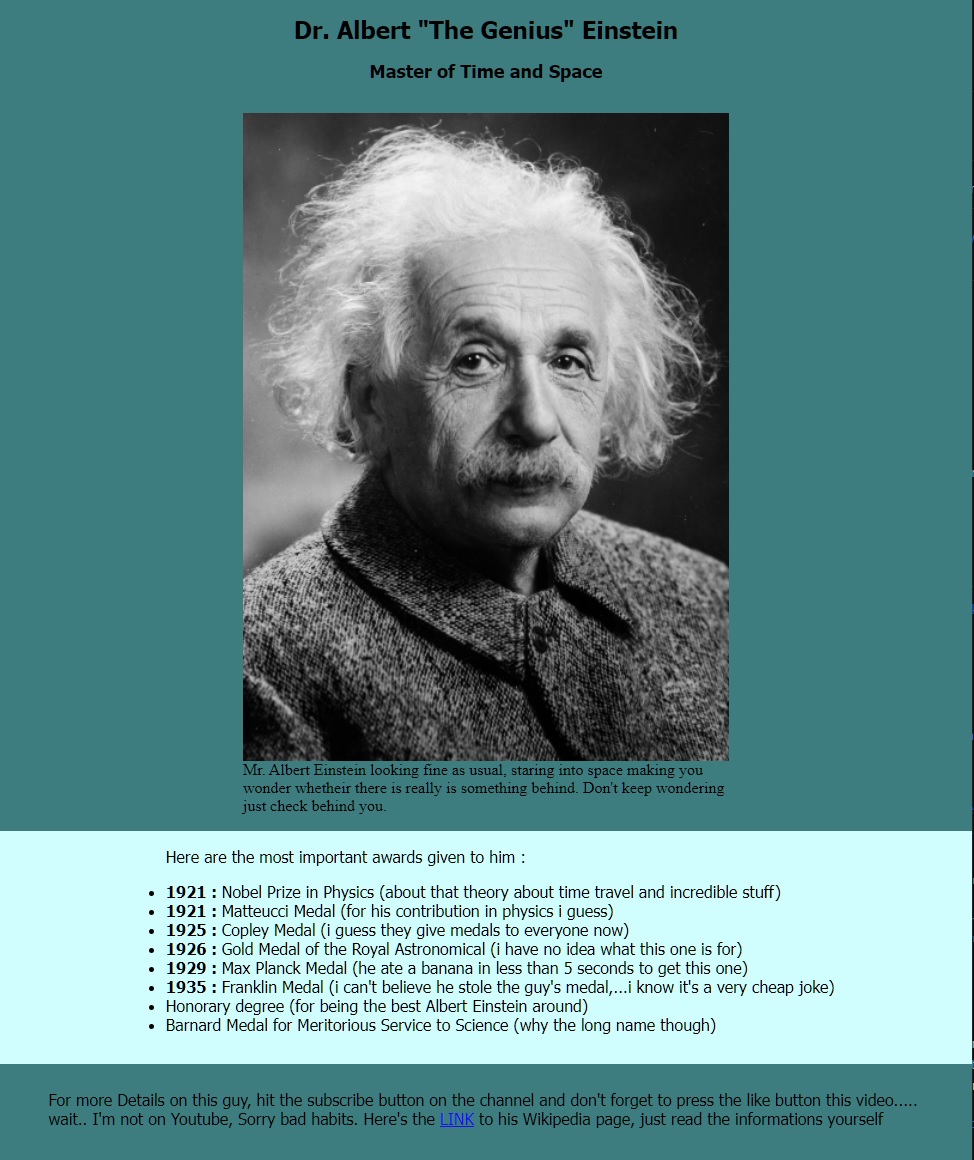 Dr. Albert "The Genius" Einstein
Master of Time and Space
Mr. Albert Einstein looking fine as usual, staring into space making you
wonder whetheir there is really is something behind. Don't keep wondering
just check behind you.
Here are the most important awards given to him :
• 1921 : Nobel Prize in Physics (about that theory about time travel and incredible stuff)
• 1921 : Matteucci Medal (for his contribution in physics i guess)
• 1925 : Copley Medal (i guess they give medals to everyone now)
• 1926 : Gold Medal of the Royal Astronomical (i have no idea what this one is for)
• 1929 : Max Planck Medal (he ate a banana in less than 5 seconds to get this one)
• 1935 : Franklin Medal (i can't believe he stole the guy's medal,...i know it's a very cheap joke)
• Honorary degree (for being the best Albert Einstein around)
• Barnard Medal for Meritorious Service to Science (why the long name though)
For more Details on this guy, hit the subscribe button on the channel and don't forget to press the like button this video.....
wait.. I'm not on Youtube, Sorry bad habits. Here's the LINK to his Wikipedia page, just read the informations yourself